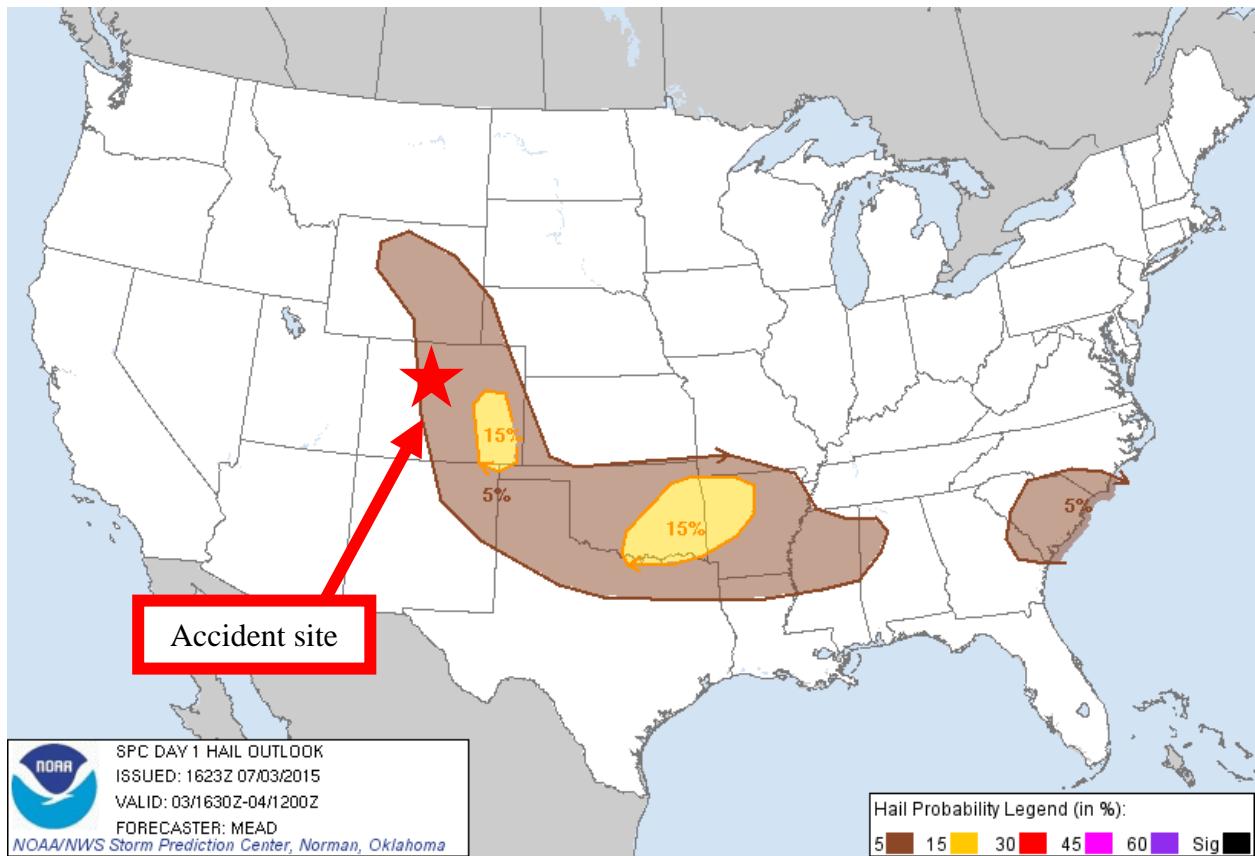 15%
5%
15%
5%
Accident site
NOAA
SPC DAY 1 HAIL OUTLOOK
ISSUED: 1623Z 07/03/2015
VALID: 03/1630Z-04/1200Z
FORECASTER: MEAD
NOAA/NWS Storm Prediction Center, Norman, Oklahoma
Hail Probability Legend (in %):
5 15 30 45 60 Sig